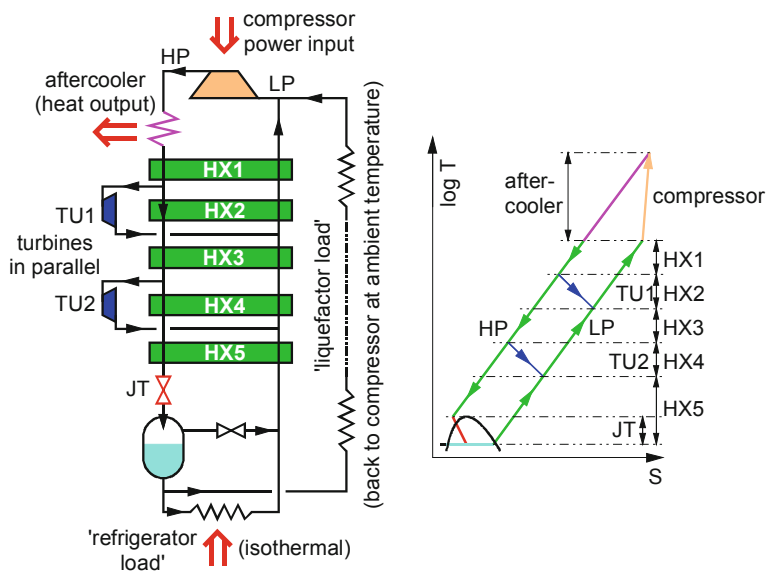 compressor
power input
HP
LP
aftercooler
(heat output)
HX1
HX2
TU1
turbines
in parallel
HX3
TU2
HX4
HX5
JT
'liquefactor load'
(back to compressor at ambient temperature)
'refrigerator
load'
(isothermal)
log T
after-
cooler
compressor
HX1
TU1
HX2
HP
LP
HX3
TU2
HX4
HX5
JT
S